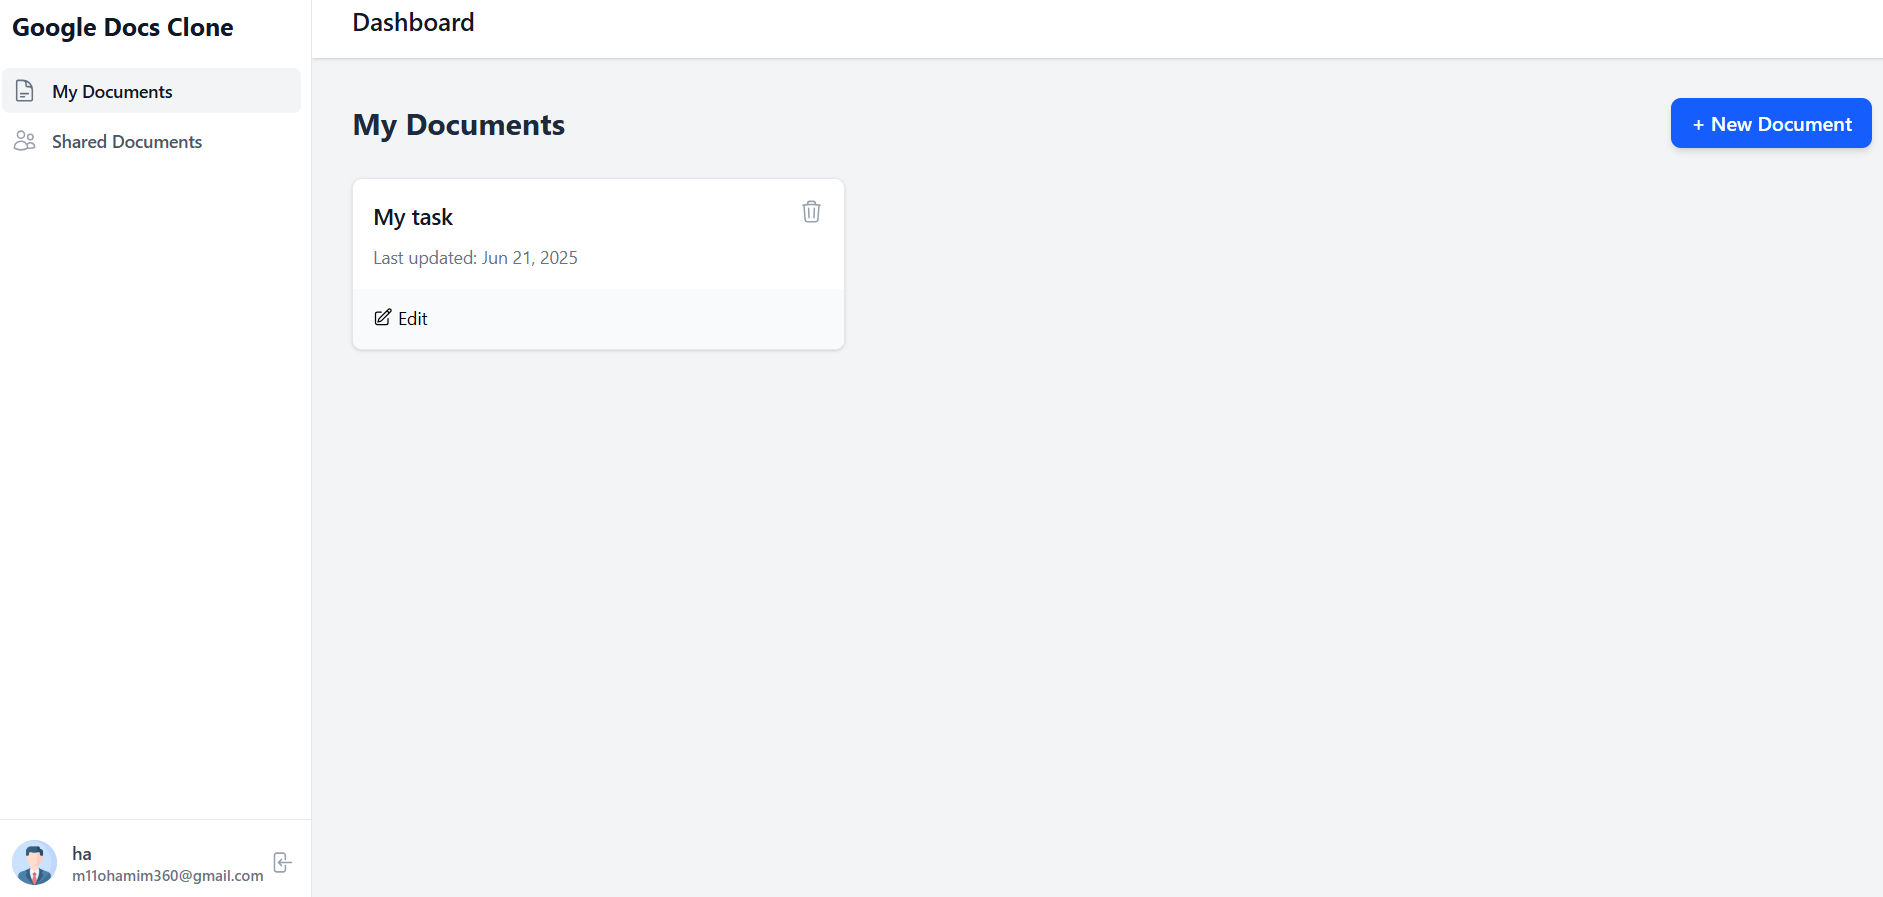 Google Docs Clone
My Documents
Shared Documents
Dashboard
My Documents
+ New Document
My task
Last updated: Jun 21, 2025
Edit
ha
m11ohamim360@gmail.com